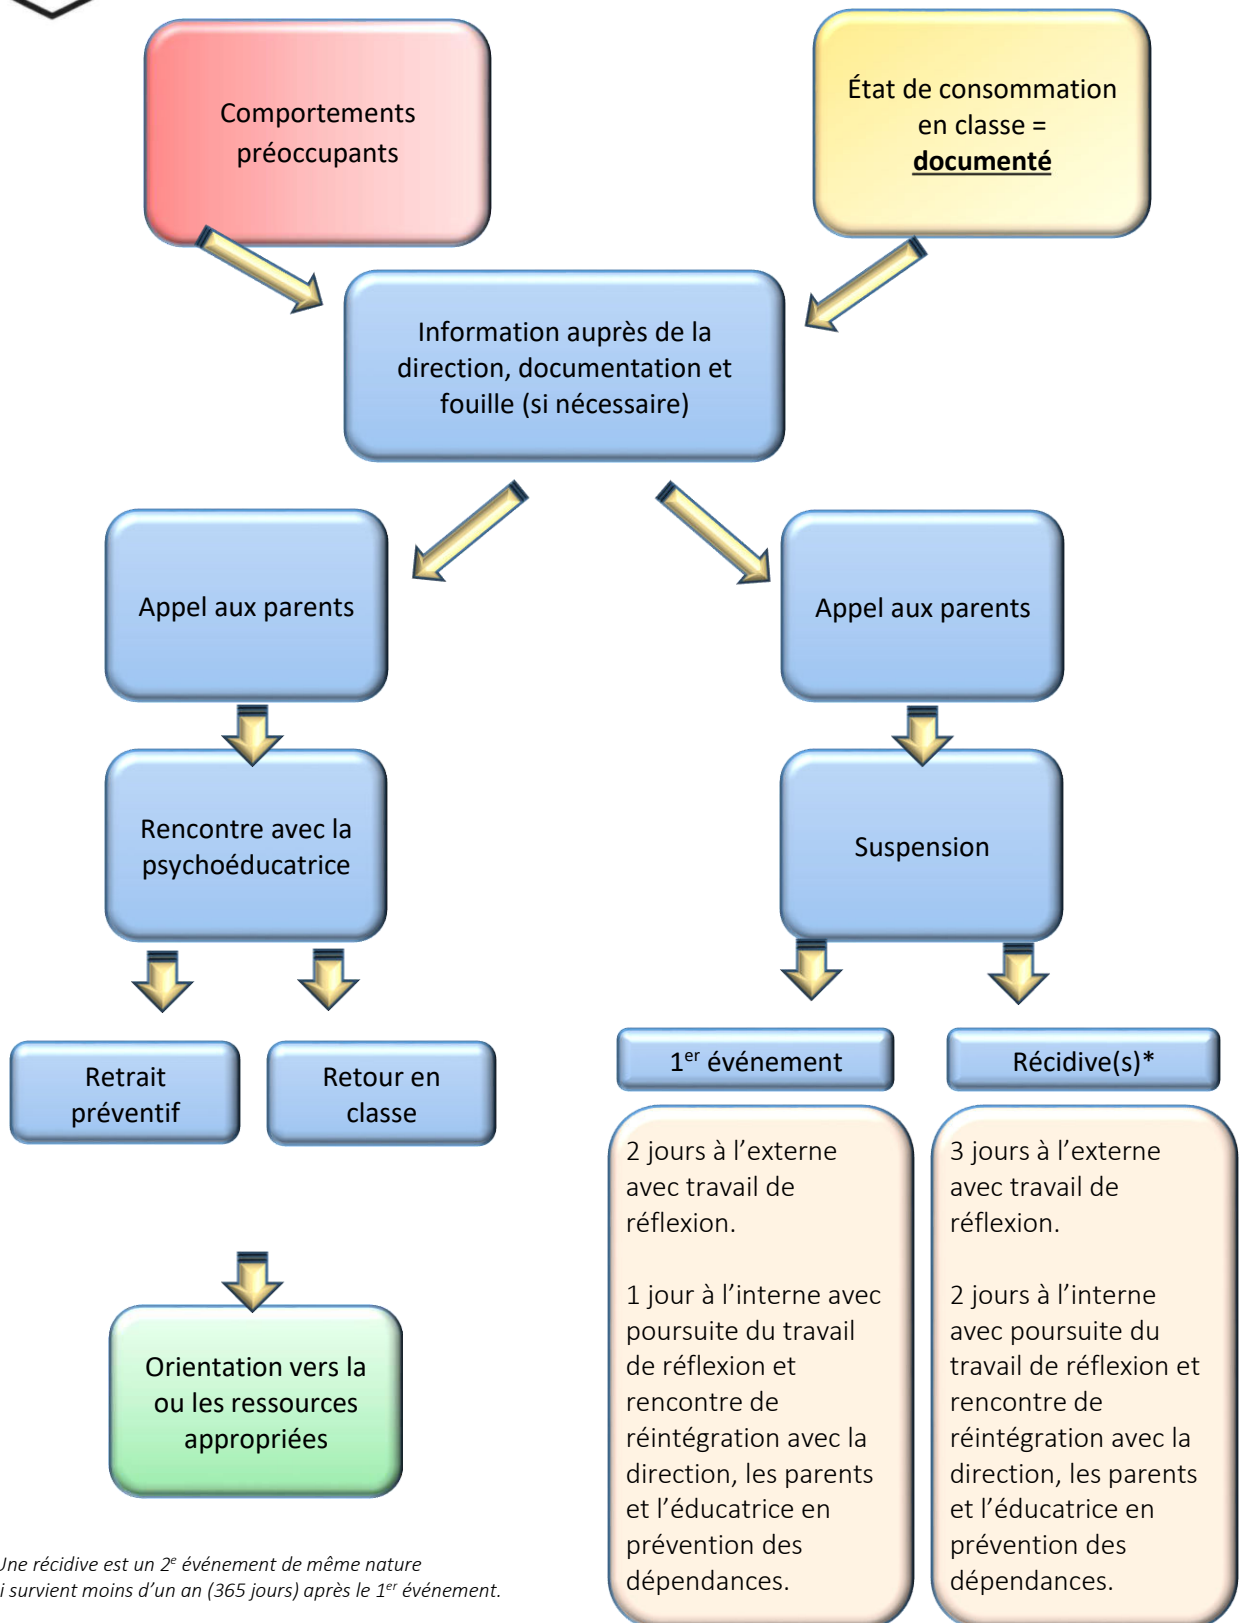 Comportements
préoccupants
État de consommation
en classe =
documenté
Information auprès de la
direction, documentation et
fouille (si nécessaire)
Appel aux parents
Appel aux parents
Rencontre avec la
psychoéducatrice
Suspension
Retrait
préventif
Retour en
classe
1er événement
Récidive(s)*
2 jours à l’externe
avec travail de
réflexion.
1 jour à l’interne avec
poursuite du travail
de réflexion et
rencontre de
réintégration avec la
direction, les parents
et l’éducatrice en
prévention des
dépendances.
3 jours à l’externe
avec travail de
réflexion.
2 jours à l’interne
avec poursuite du
travail de réflexion et
rencontre de
réintégration avec la
direction, les parents
et l’éducatrice en
prévention des
dépendances.
Orientation vers la
ou les ressources
appropriées
Une récidive est un 2e événement de même nature
i survient moins d’un an (365 jours) après le 1er événement.